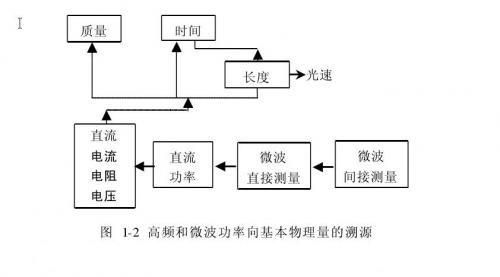 质量
时间
长度
光速
直流
电流
电阻
电压
直流
功率
微波
直接测量
微波
间接测量
图 1-2 高频和微波功率向基本物理量的溯源